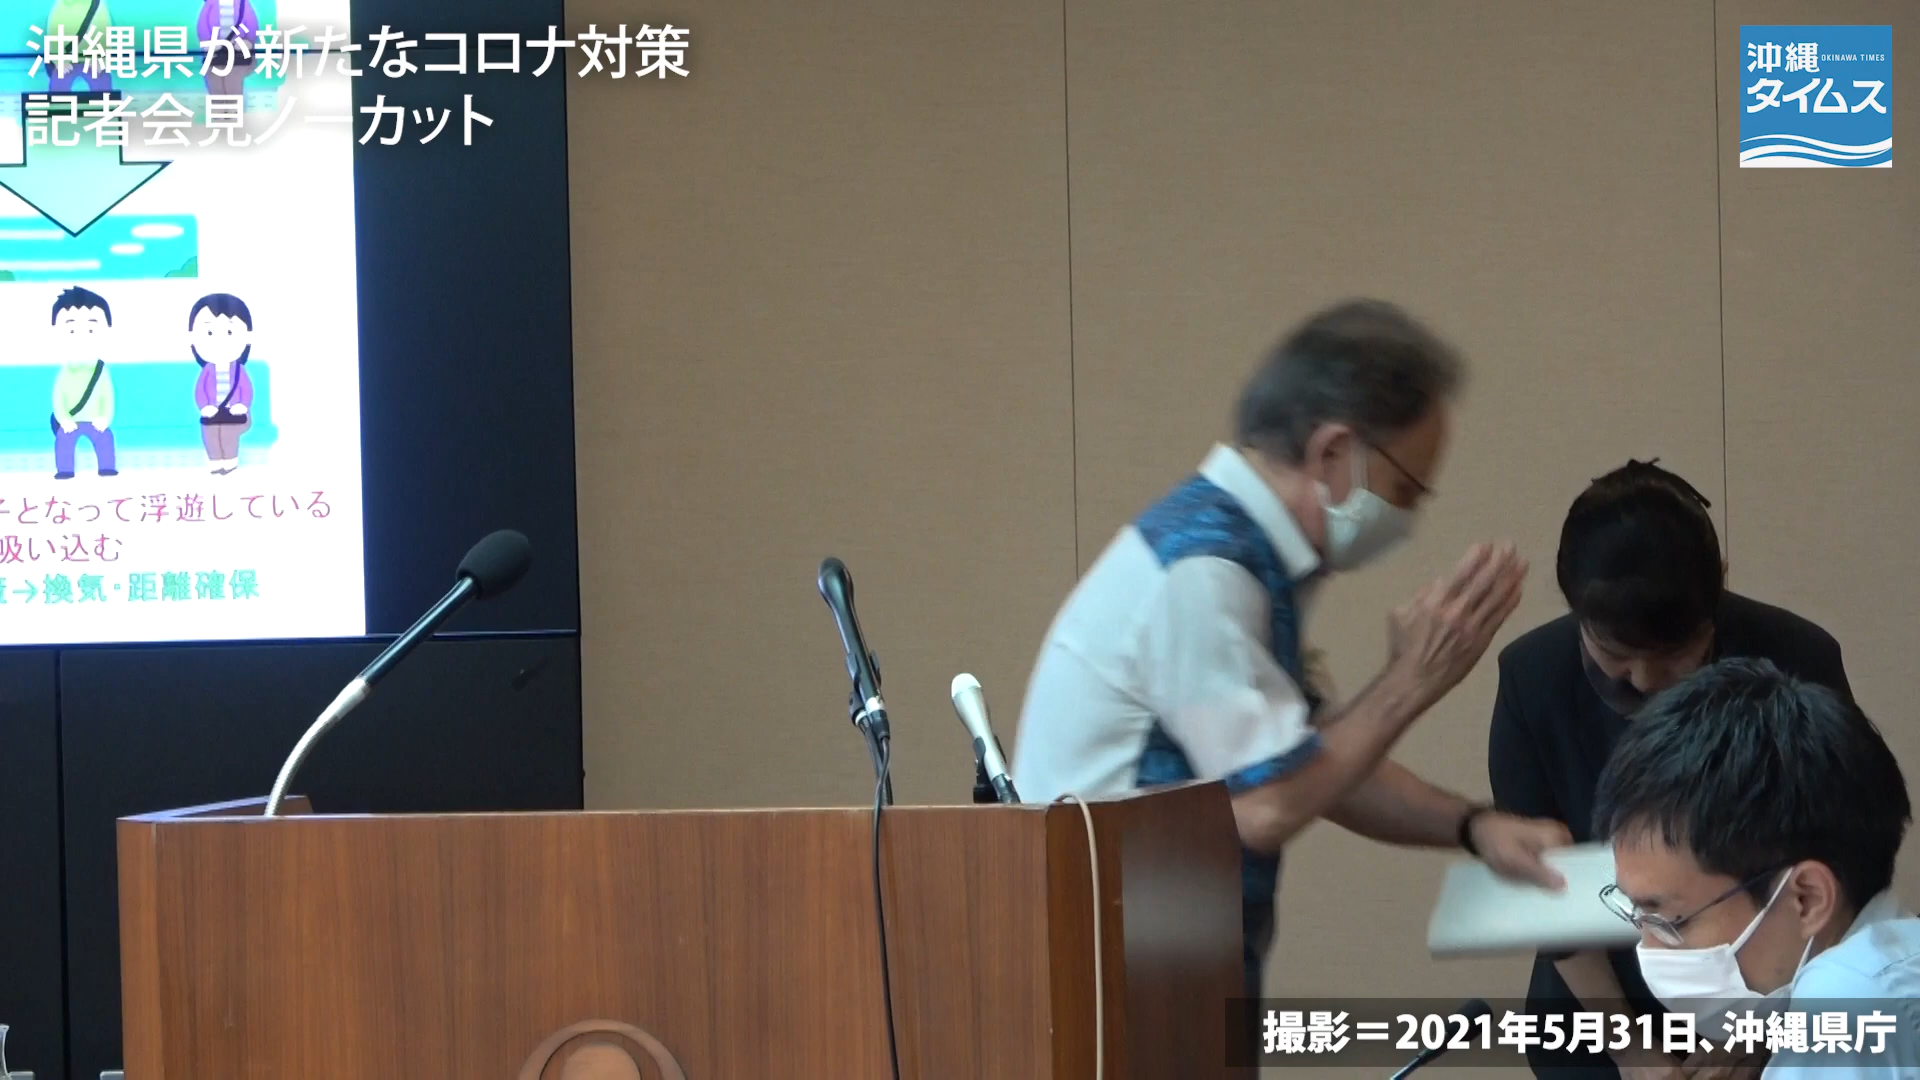 沖縄県が新たなコロナ対策
記者会見ノーカット
沖縄 OKINAWA TIMES
タイムス
となって浮遊している
吸い込む
→換気・距離確保
撮影＝2021年5月31日、沖縄県庁